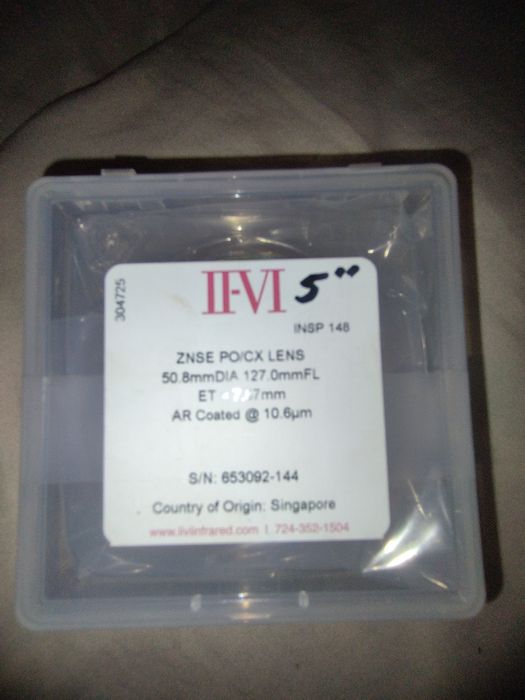 304725
II-VI 5"
INSP 148
ZNSE PO/CX LENS
50.8mmDIA 127.0mmFL
ET
AR Coated @ 10.6µm
S/N: 653092-144
Country of Origin: Singapore
www.iiviinfrared.com | 724-352-1504